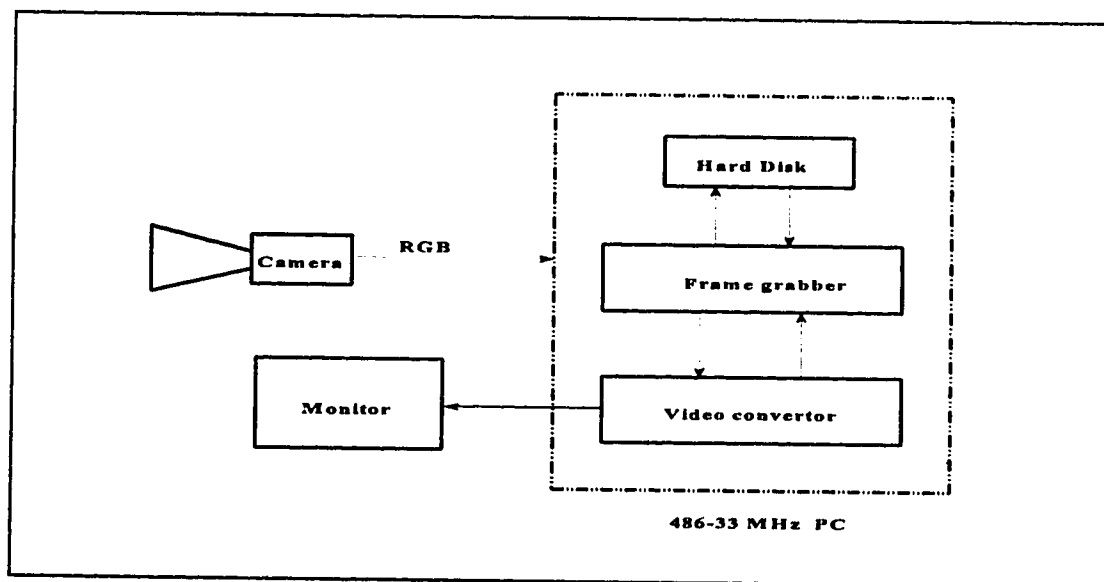 Hard Disk
RGB
Camera
Frame grabber
Monitor
Video convertor
486-33 MHz PC